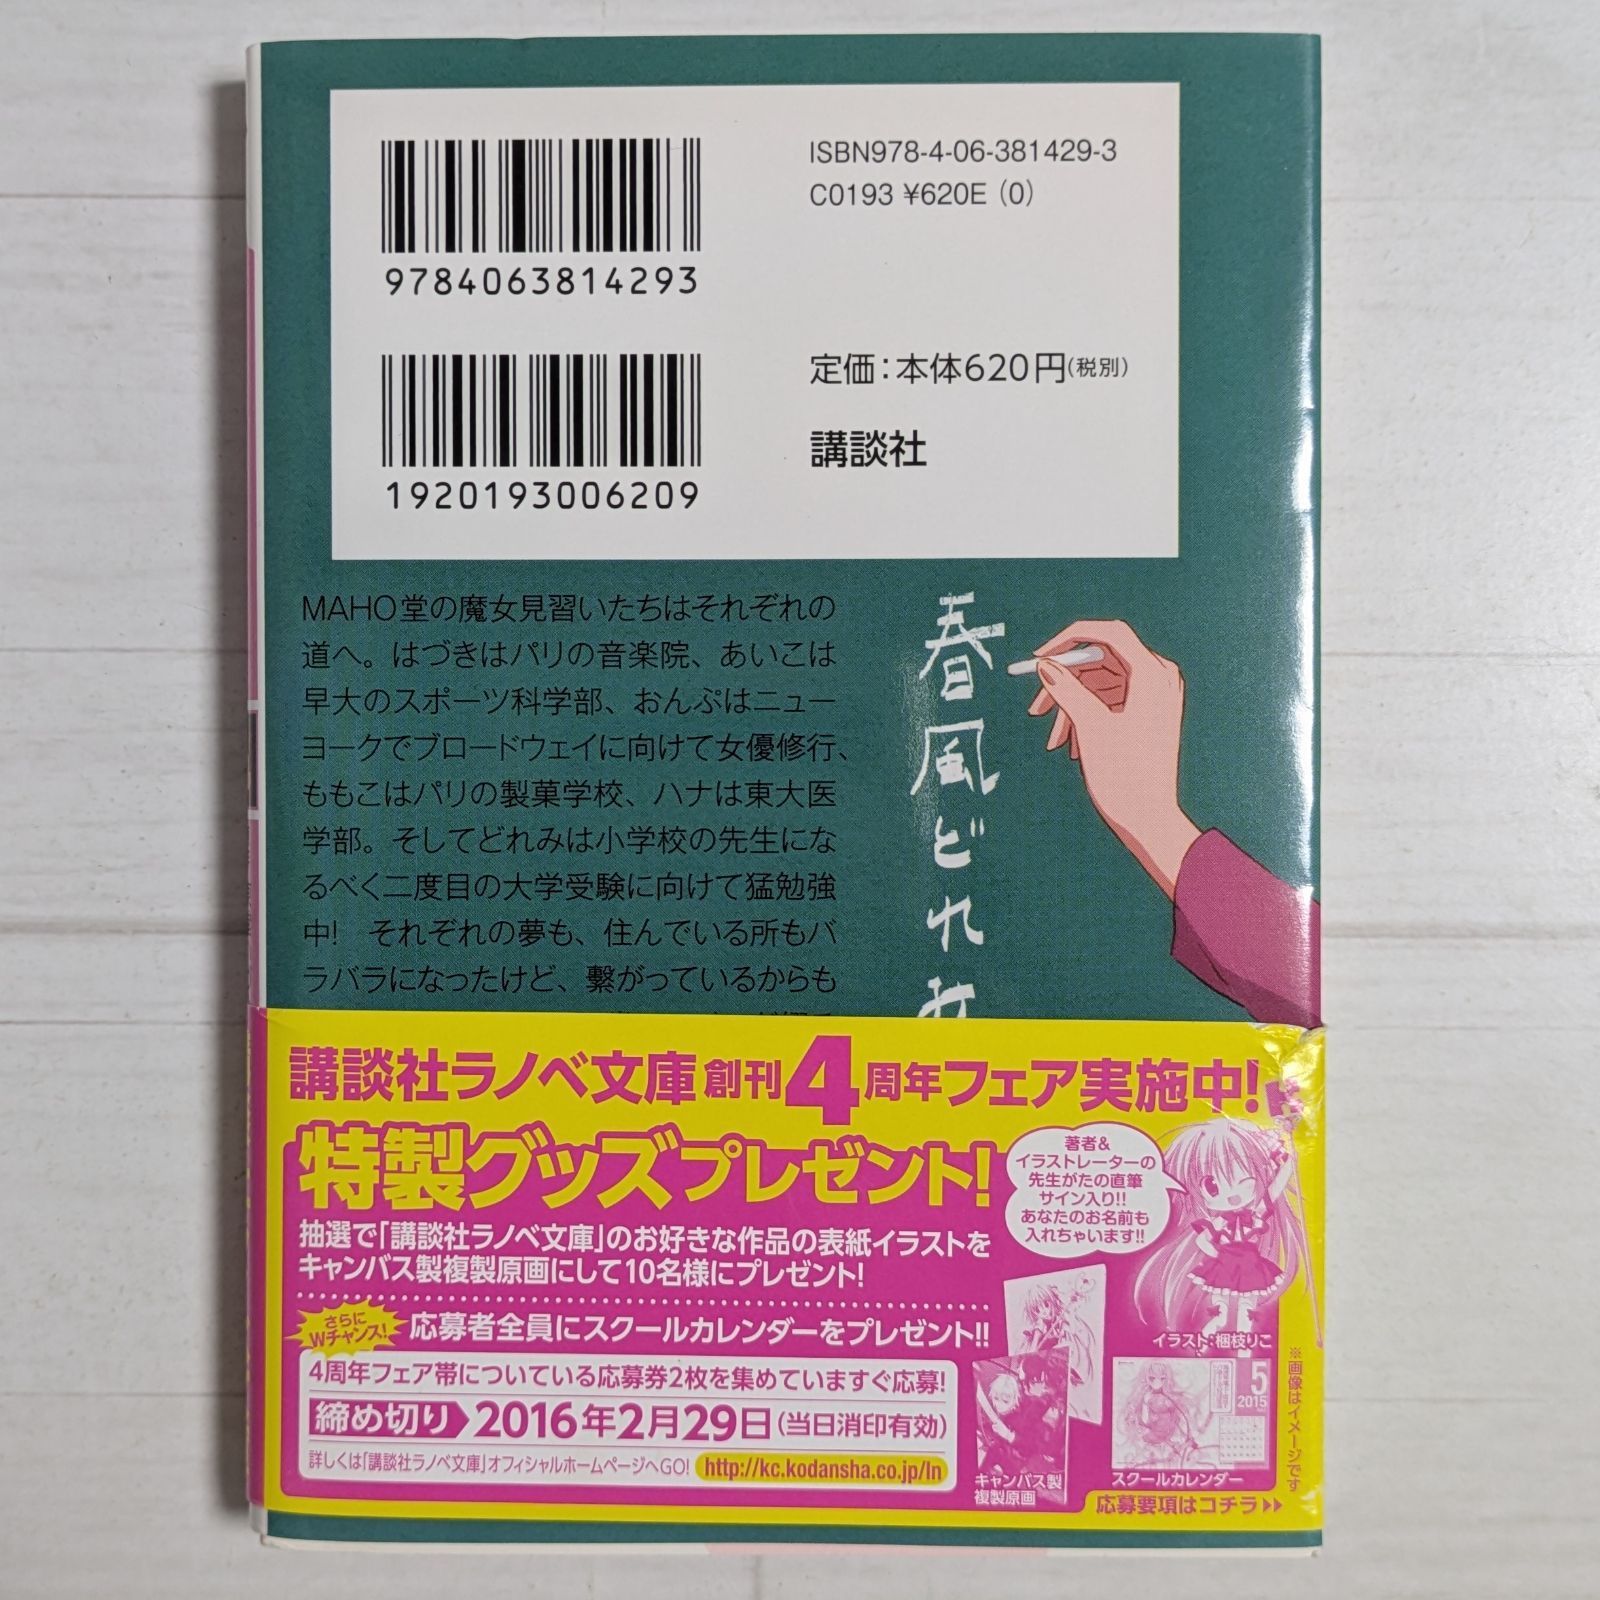 ISBN978-4-06-381429-3
C0193 ¥620E (0)
9784063814293
定価：本体620円(税別)
講談社
1920193006209
MAHO堂の魔女見習いたちはそれぞれの
道へ。はづきはパリの音楽院、あいこは
早大のスポーツ科学部、おんぷはニュー
ヨークでブロードウェイに向けて女優修行、
ももこはパリの製菓学校、ハナは東大医
学部。そしてどれみは小学校の先生にな
るべく二度目の大学受験に向けて猛勉強
中!　それぞれの夢も、住んでいる所もバ
ラバラになったけど、繋がっているからも
春風どれみ
講談社ラノベ文庫創刊4周年フェア実施中!
特製グッズプレゼント!
抽選で「講談社ラノベ文庫」のお好きな作品の表紙イラストを
キャンバス製複製原画にして10名様にプレゼント!
著者&
イラストレーターの
先生がたの直筆
サイン入り!!
あなたのお名前も
入れちゃいます!!
さらに
Wチャンス!
応募者全員にスクールカレンダーをプレゼント!!
イラスト:梱枝りこ
4周年フェア帯についている応募券2枚を集めていますぐ応募!
締め切り 2016年2月29日(当日消印有効)
詳しくは「講談社ラノベ文庫」オフィシャルホームページへGO! http://kc.kodansha.co.jp/ln
5
2015
キャンバス製
複製原画
スクールカレンダー
※画像はイメージです
応募要項はコチラ